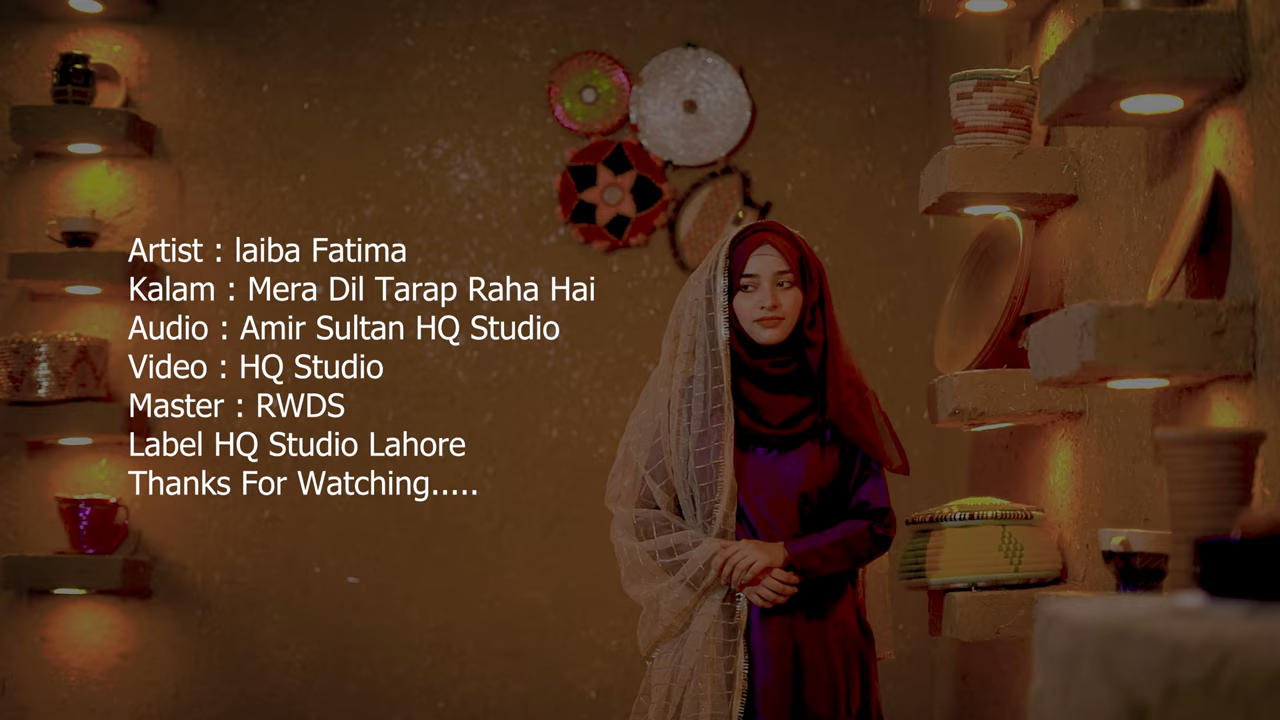 Artist : laiba Fatima
Kalam : Mera Dil Tarap Raha Hai
Audio : Amir Sultan HQ Studio
Video : HQ Studio
Master : RWDS
Label HQ Studio Lahore
Thanks For Watching.....